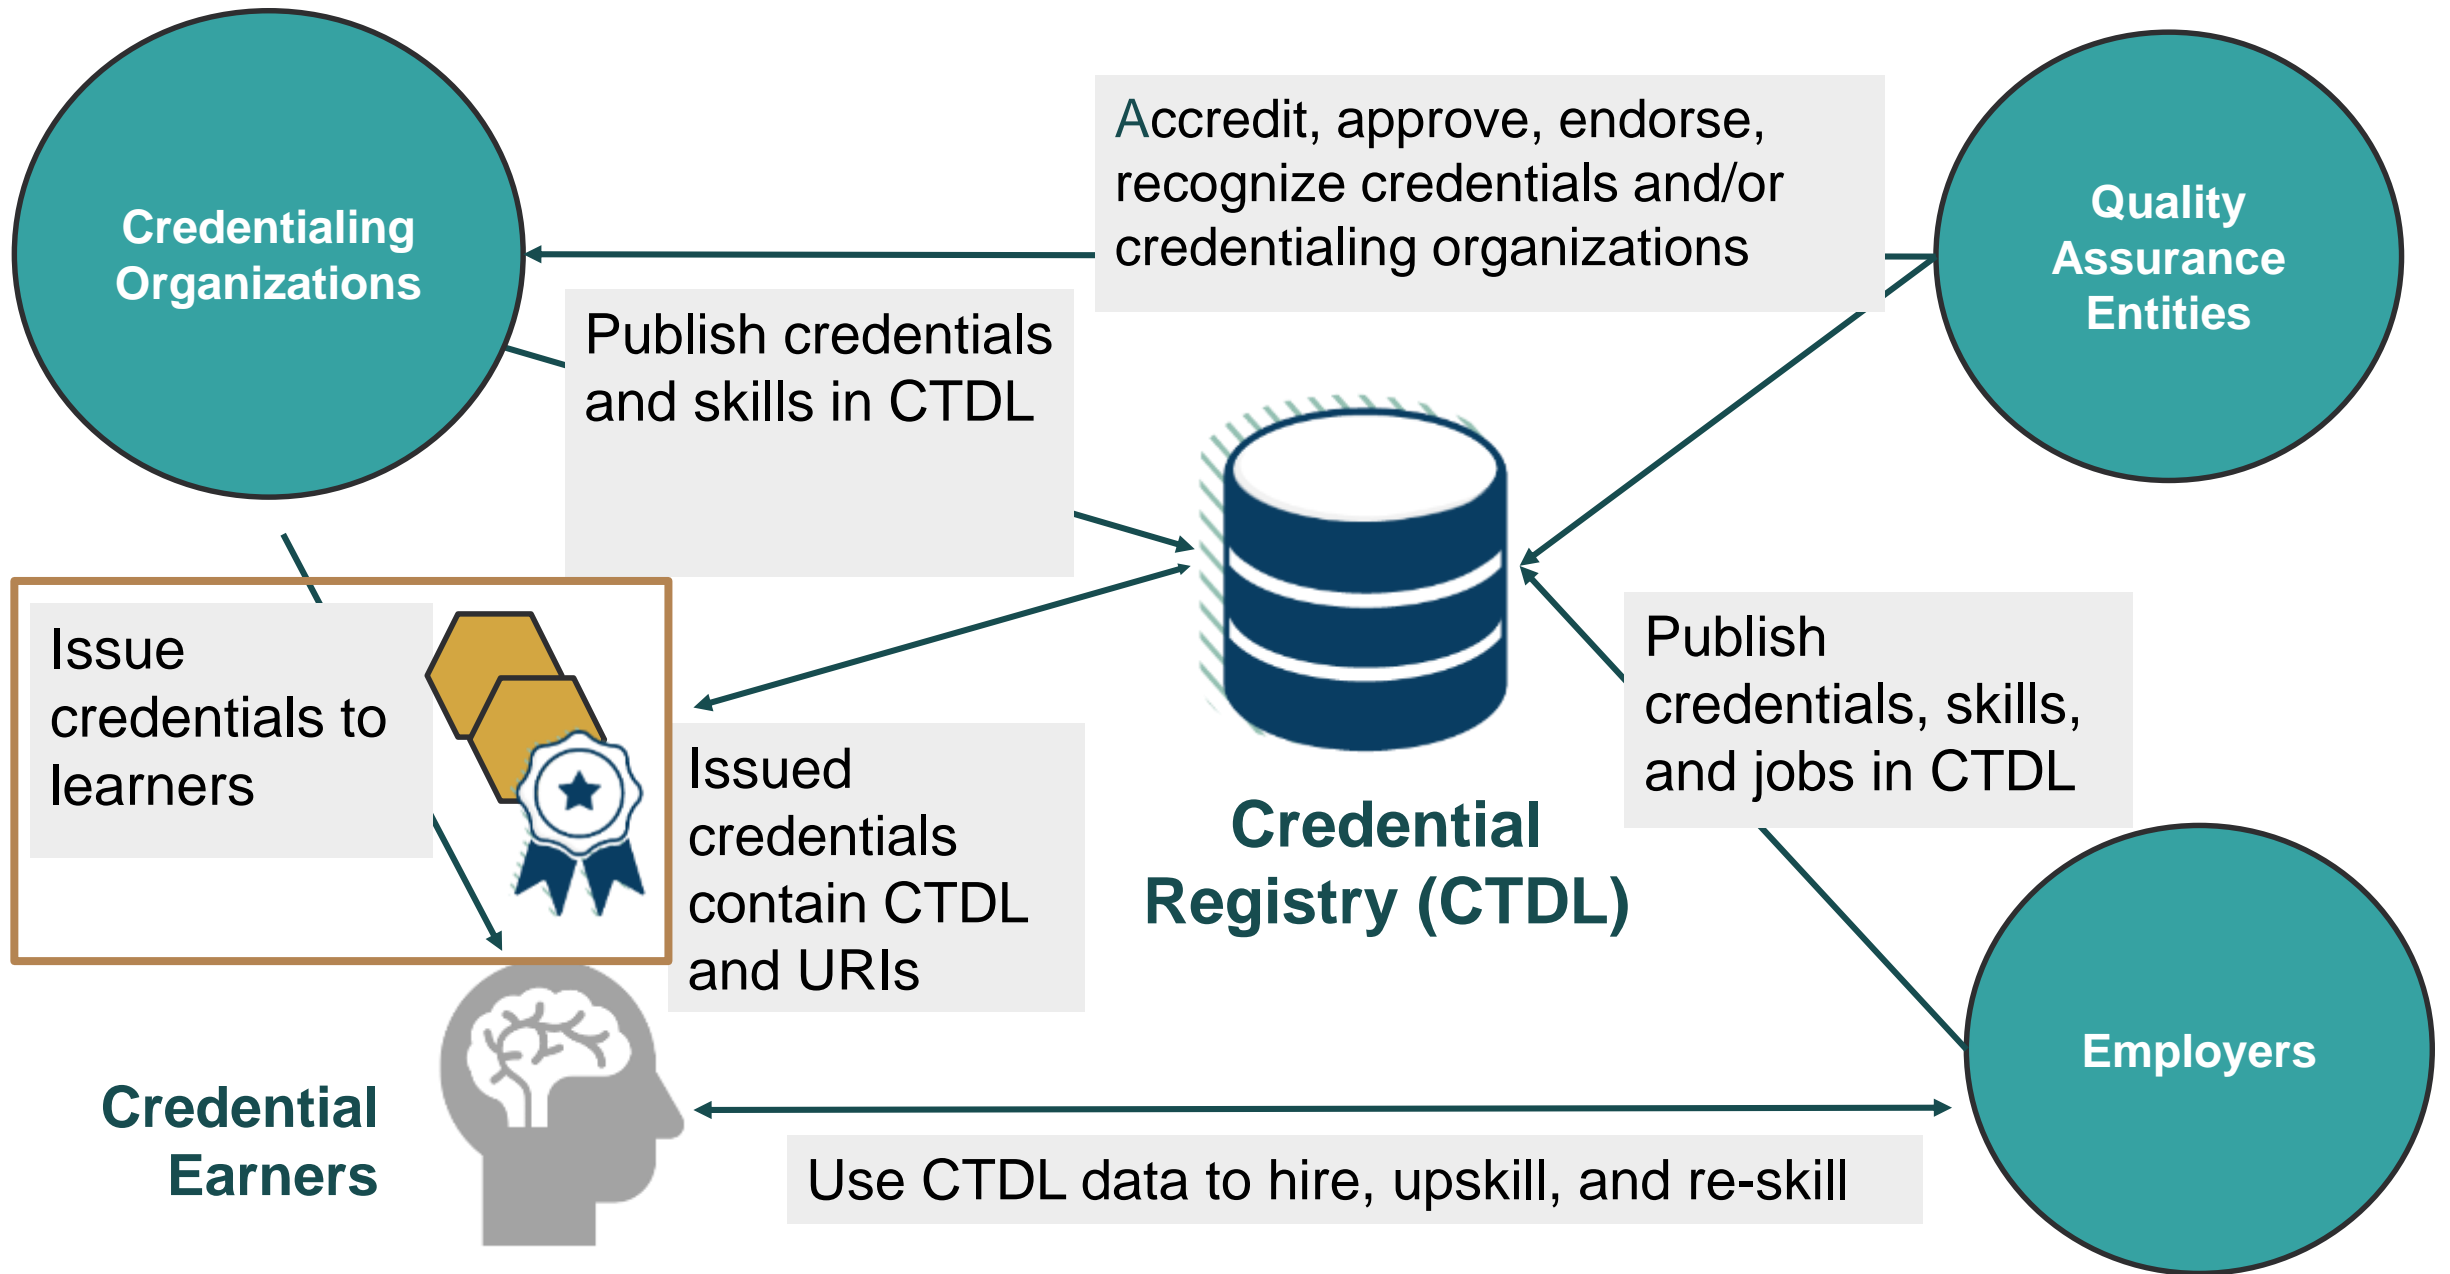 Credentialing
Organizations
Accredit, approve, endorse,
recognize credentials and/or
credentialing organizations
Quality
Assurance
Entities
Publish credentials
and skills in CTDL
Issue
credentials to
learners
Issued
credentials
contain CTDL
and URIs
Credential
Registry (CTDL)
Publish
credentials, skills,
and jobs in CTDL
Employers
Credential
Earners
Use CTDL data to hire, upskill, and re-skill